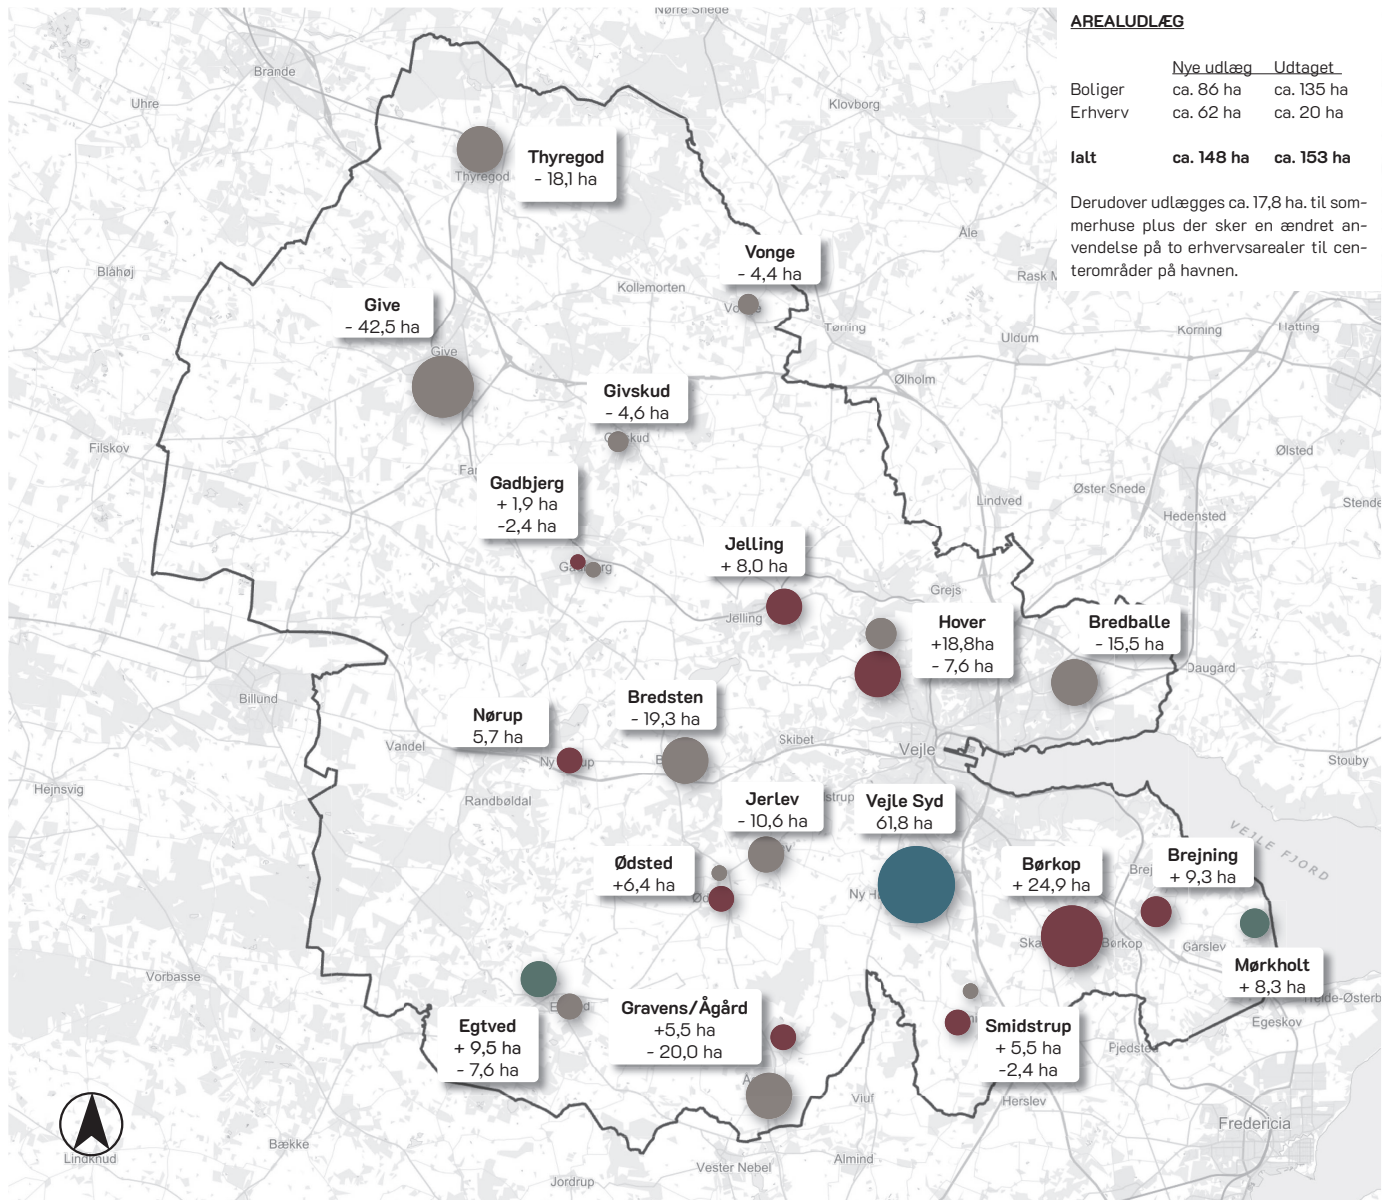 Nørre Snede
AREALUDLÆG
Nye udlæg Udtaget
Boliger ca. 86 ha ca. 135 ha
Erhverv ca. 62 ha ca. 20 ha
Ialt ca. 148 ha ca. 153 ha
Derudover udlægges ca. 17,8 ha. til som-
merhuse plus der sker en ændret an-
vendelse på to erhvervsarealer til cen-
terområder på havnen.
Brande
Uhre
Klovborg
Thyregod
- 18,1 ha
Thyregod
Vonge
- 4,4 ha
Åle
Blåhøj
Kollemorten
Rask M
Give
- 42,5 ha
Tørring
Uldum
Korning
Hatting
Give
Ølholm
Givskud
- 4,6 ha
Filskov
Ølsted
Gadbjerg
+ 1,9 ha
-2,4 ha
Øster Snede
Lindved
Stende
Hedensted
Jelling
+ 8,0 ha
Grejs
Jelling
Hover
+18,8ha
- 7,6 ha
Bredballe
- 15,5 ha
Daugård
Billund
Bredsten
- 19,3 ha
Nørup
5,7 ha
Vandel
Skibet
Vejle
Stouby
Hejnsvig
Randbøldal
Jerlev
- 10,6 ha
Vejle Syd
61,8 ha
VEJLE FJORD
Ødsted
+6,4 ha
Børkop
+ 24,9 ha
Brejning
+ 9,3 ha
Børkop
Gårslev
Mørkholt
+ 8,3 ha
Vorbasse
Egtved
+ 9,5 ha
- 7,6 ha
Gravens/Ågård
+5,5 ha
- 20,0 ha
Smidstrup
+ 5,5 ha
-2,4 ha
Egeskov
Pjedsted
Viuf
Herslev
Fredericia
Bække
Lindknud
Almind
Vester Nebel
Jordrup